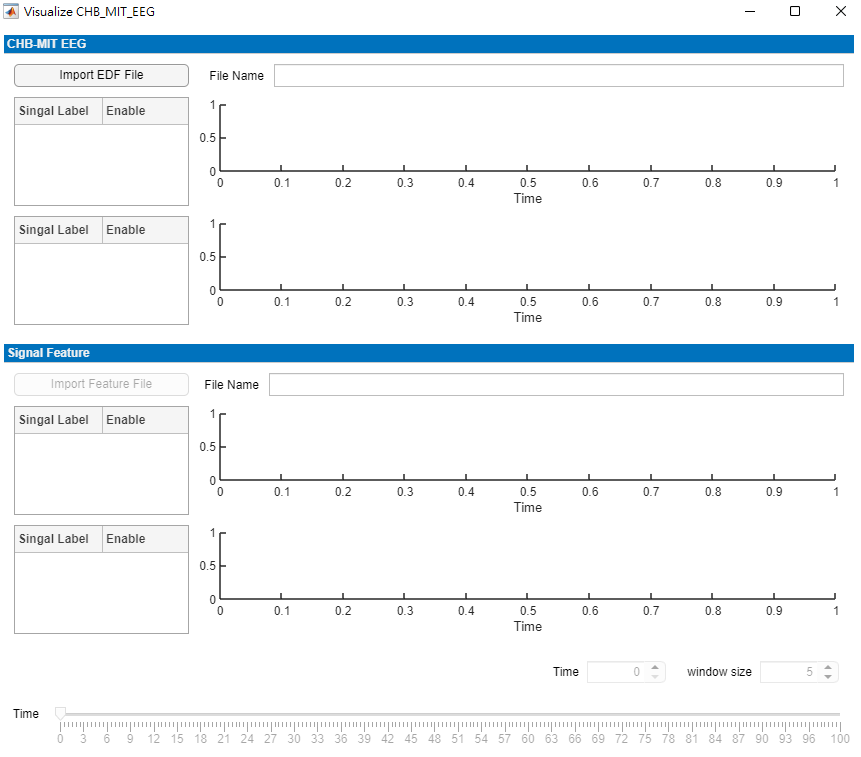 Visualize CHB_MIT_EEG
CHB-MIT EEG
Import EDF File File Name
Singal Label Enable
1
0.5
0
0 0.1 0.2 0.3 0.4 0.5 0.6 0.7 0.8 0.9 1
Time
Singal Label Enable
1
0.5
0
0 0.1 0.2 0.3 0.4 0.5 0.6 0.7 0.8 0.9 1
Time
Signal Feature
Import Feature File File Name
Singal Label Enable
1
0.5
0
0 0.1 0.2 0.3 0.4 0.5 0.6 0.7 0.8 0.9 1
Time
Singal Label Enable
1
0.5
0
0 0.1 0.2 0.3 0.4 0.5 0.6 0.7 0.8 0.9 1
Time
Time 0 window size 5
Time
0 3 6 9 12 15 18 21 24 27 30 33 36 39 42 45 48 51 54 57 60 63 66 69 72 75 78 81 84 87 90 93 96 100